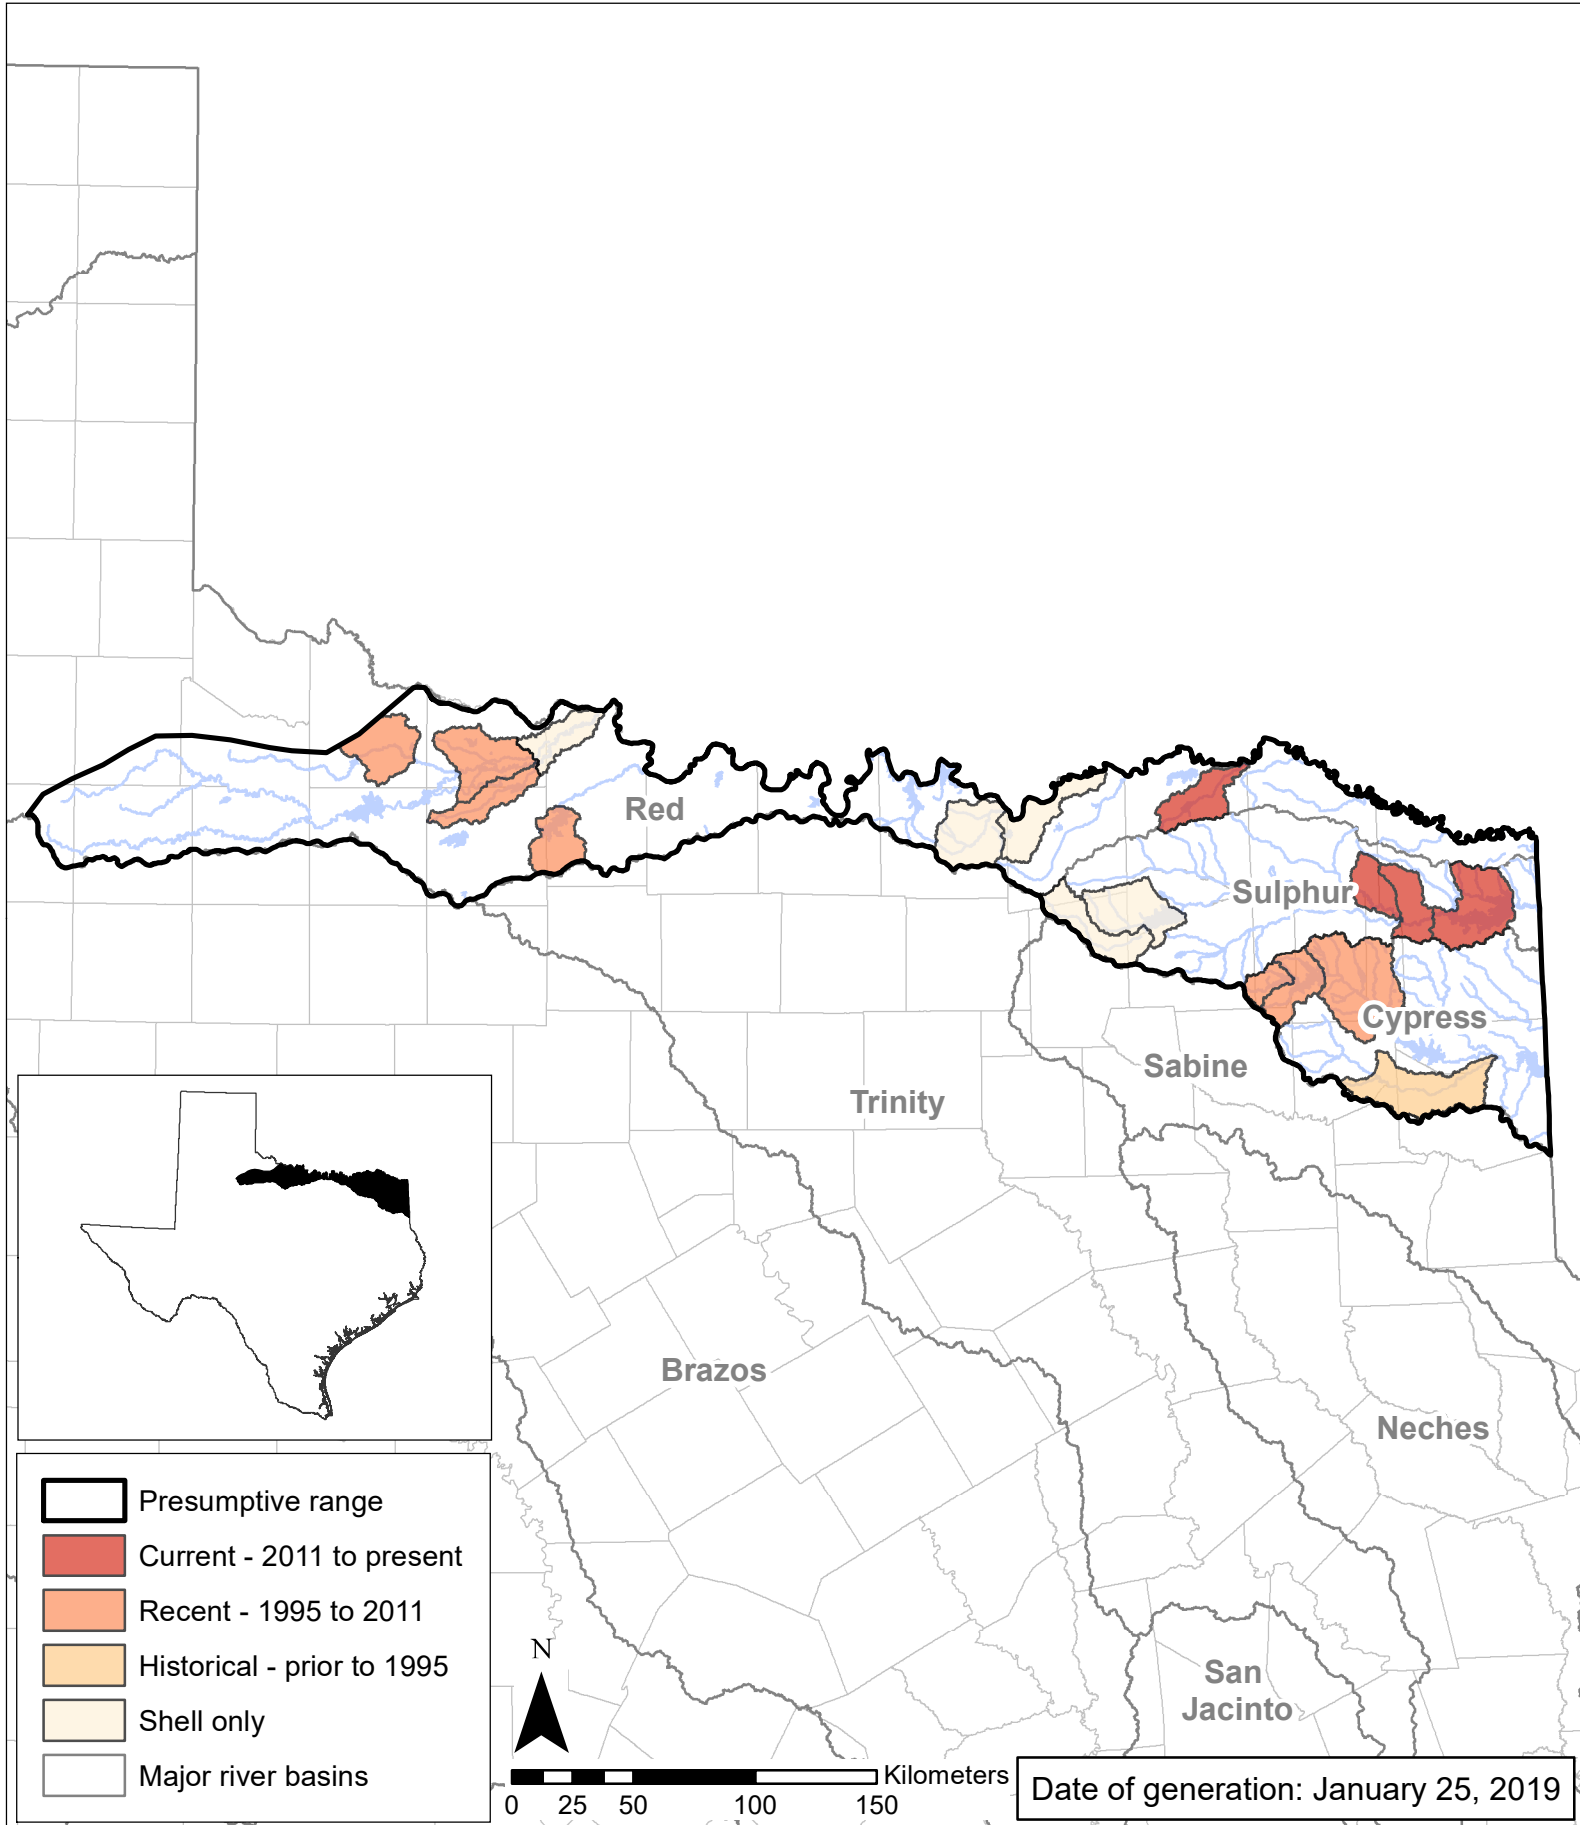 Red
Sulphur
Cypress
Sabine
Trinity
Brazos
Neches
San
Jacinto
Presumptive range
Current - 2011 to present
Recent - 1995 to 2011
Historical - prior to 1995
Shell only
Major river basins
N
Kilometers
0 25 50 100 150
Date of generation: January 25, 2019